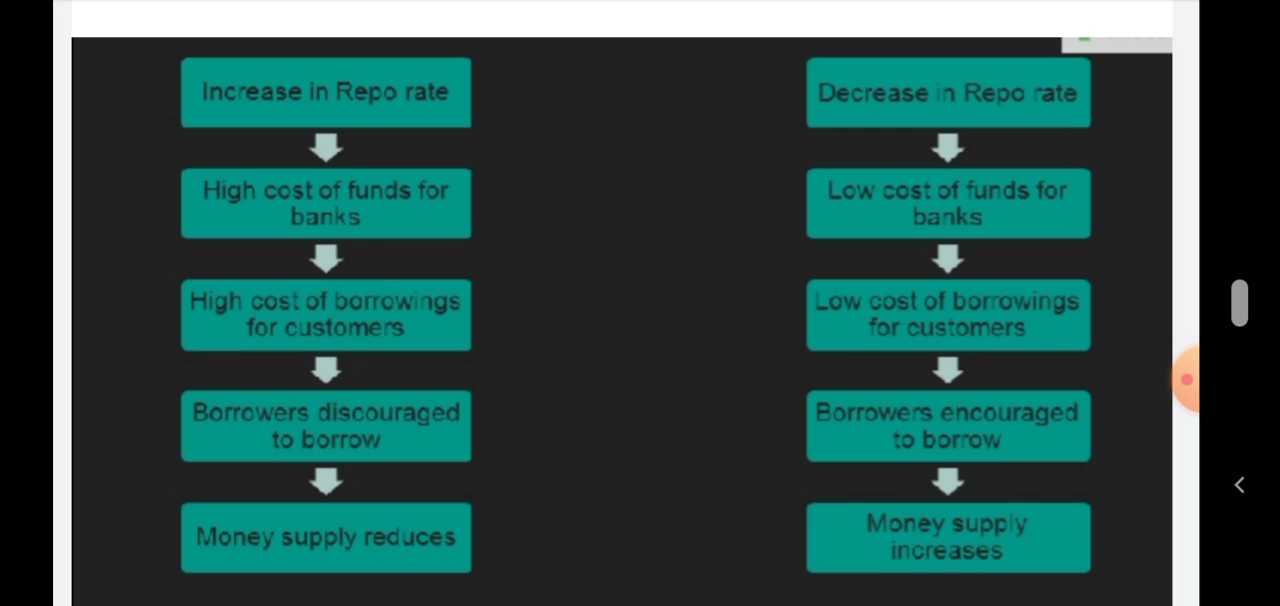 Increase in Repo rate
High cost of funds for
banks
High cost of borrowings
for customers
Borrowers discouraged
to borrow
Money supply reduces
Decrease in Repo rate
Low cost of funds for
banks
Low cost of borrowings
for customers
Borrowers encouraged
to borrow
Money supply
increases